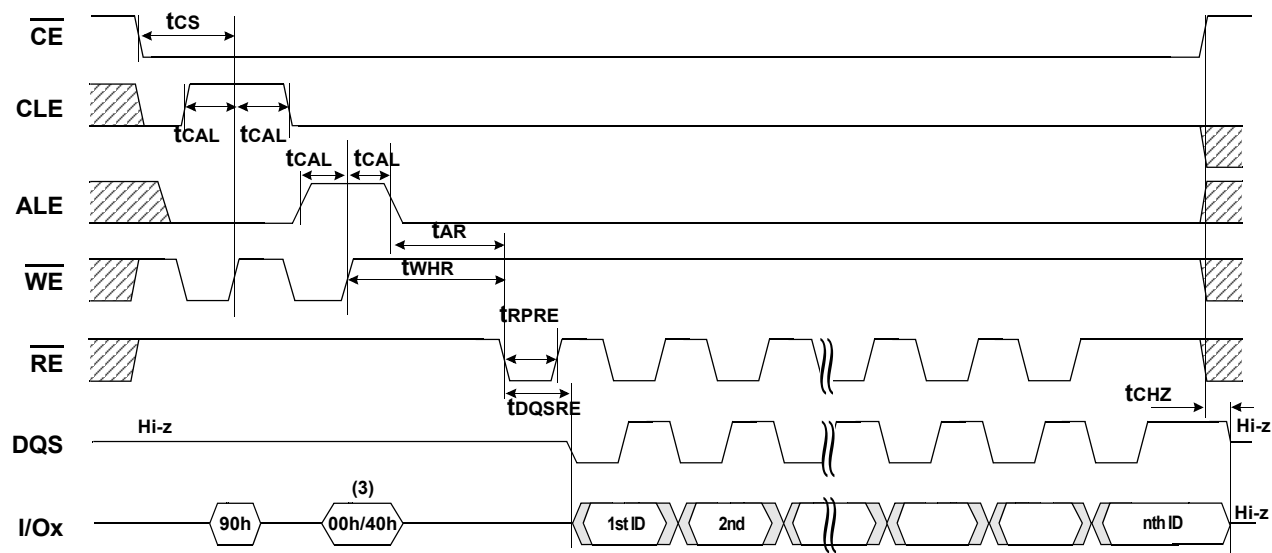 CE
tCS
CLE
tCAL tCAL
tCAL tCAL
ALE
tAR
WE
tWHR
tRPRE
RE
tDQSRE
tCHZ
DQS Hi-z Hi-z
(3)
I/Ox 90h 00h/40h 1st ID 2nd nth ID Hi-z